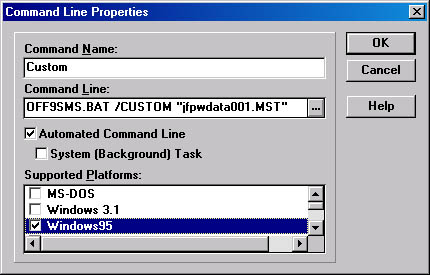 Command Line Properties
Command Name:
Custom
Command Line:
OFF9SMS.BAT /CUSTOM "jfpwdata001.MST"
...
Automated Command Line
System (Background) Task
Supported Platforms:
MS-DOS
Windows 3.1
Windows95
OK
Cancel
Help